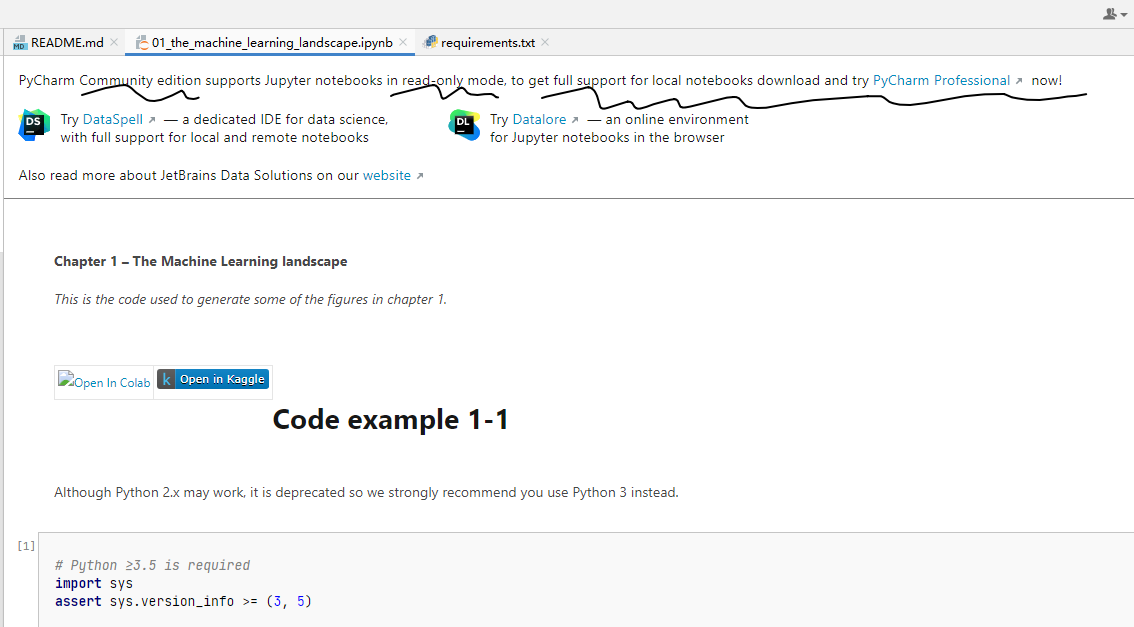 README.md 01_the_machine_learning_landscape.ipynb requirements.txt
PyCharm Community edition supports Jupyter notebooks in read-only mode, to get full support for local notebooks download and try PyCharm Professional ↗ now!
DS Try DataSpell ↗ — a dedicated IDE for data science,
with full support for local and remote notebooks
DL Try Datalore ↗ — an online environment
for Jupyter notebooks in the browser
Also read more about JetBrains Data Solutions on our website ↗
Chapter 1 – The Machine Learning landscape
This is the code used to generate some of the figures in chapter 1.
Open In Colab k Open in Kaggle
Code example 1-1
Although Python 2.x may work, it is deprecated so we strongly recommend you use Python 3 instead.
[1]
# Python ≥3.5 is required
import sys
assert sys.version_info >= (3, 5)